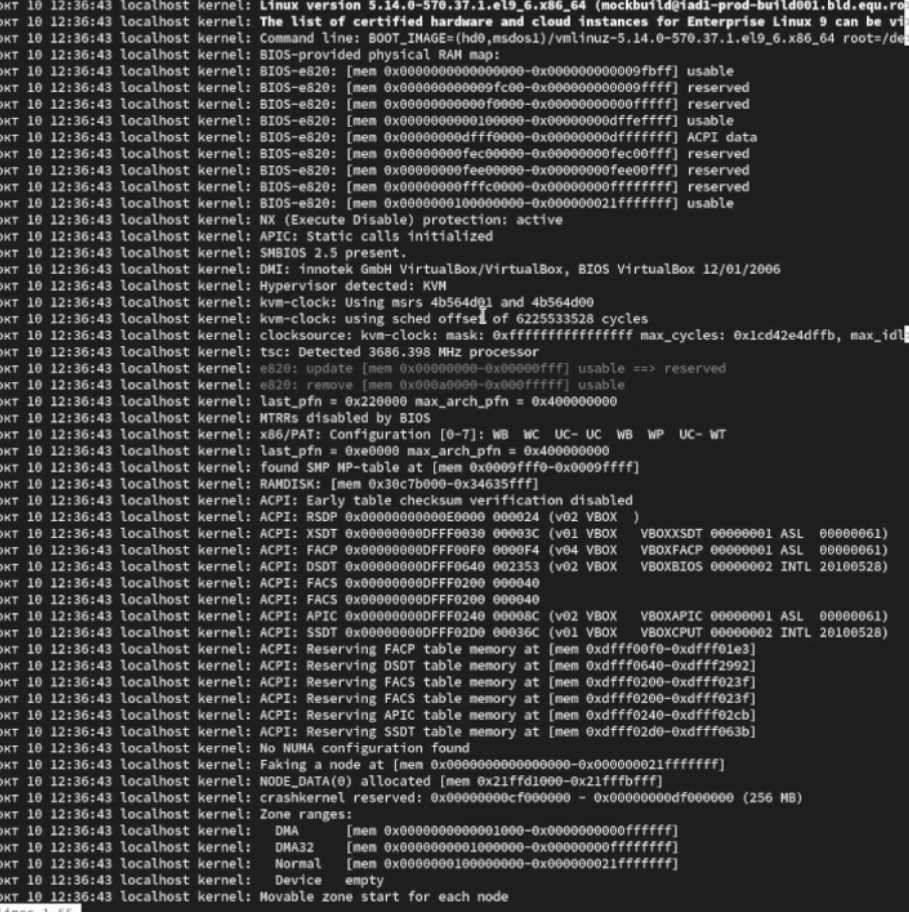 окт 10 12:36:43 localhost kernel: Linux version 5.14.0-570.37.1.el9_6.x86_64 (mockbuild@iad1-prod-build001.bld.equ.ro
окт 10 12:36:43 localhost kernel: The list of certified hardware and cloud instances for Enterprise Linux 9 can be vi
окт 10 12:36:43 localhost kernel: Command line: BOOT_IMAGE=(hd0,msdos1)/vmlinuz-5.14.0-570.37.1.el9_6.x86_64 root=/de
окт 10 12:36:43 localhost kernel: BIOS-provided physical RAM map:
окт 10 12:36:43 localhost kernel: BIOS-e820: [mem 0x0000000000000000-0x000000000009fbff] usable
окт 10 12:36:43 localhost kernel: BIOS-e820: [mem 0x000000000009fc00-0x000000000009ffff] reserved
окт 10 12:36:43 localhost kernel: BIOS-e820: [mem 0x00000000000f0000-0x00000000000fffff] reserved
окт 10 12:36:43 localhost kernel: BIOS-e820: [mem 0x0000000000100000-0x00000000dffeffff] usable
окт 10 12:36:43 localhost kernel: BIOS-e820: [mem 0x00000000dfff0000-0x00000000dfffffff] ACPI data
окт 10 12:36:43 localhost kernel: BIOS-e820: [mem 0x00000000fec00000-0x00000000fec00fff] reserved
окт 10 12:36:43 localhost kernel: BIOS-e820: [mem 0x00000000fee00000-0x00000000fee00fff] reserved
окт 10 12:36:43 localhost kernel: BIOS-e820: [mem 0x00000000fffc0000-0x00000000ffffffff] reserved
окт 10 12:36:43 localhost kernel: BIOS-e820: [mem 0x0000000100000000-0x000000021fffffff] usable
окт 10 12:36:43 localhost kernel: NX (Execute Disable) protection: active
окт 10 12:36:43 localhost kernel: APIC: Static calls initialized
окт 10 12:36:43 localhost kernel: SMBIOS 2.5 present.
окт 10 12:36:43 localhost kernel: DMI: innotek GmbH VirtualBox/VirtualBox, BIOS VirtualBox 12/01/2006
окт 10 12:36:43 localhost kernel: Hypervisor detected: KVM
окт 10 12:36:43 localhost kernel: kvm-clock: Using msrs 4b564d01 and 4b564d00
окт 10 12:36:43 localhost kernel: kvm-clock: using sched offset of 6225533528 cycles
окт 10 12:36:43 localhost kernel: clocksource: kvm-clock: mask: 0xffffffffffffffff max_cycles: 0x1cd42e4dffb, max_idl
окт 10 12:36:43 localhost kernel: tsc: Detected 3686.398 MHz processor
окт 10 12:36:43 localhost kernel: e820: update [mem 0x00000000-0x00000fff] usable ==> reserved
окт 10 12:36:43 localhost kernel: e820: remove [mem 0x000a0000-0x000fffff] usable
окт 10 12:36:43 localhost kernel: last_pfn = 0x220000 max_arch_pfn = 0x400000000
окт 10 12:36:43 localhost kernel: MTRRs disabled by BIOS
окт 10 12:36:43 localhost kernel: x86/PAT: Configuration [0-7]: WB  WC  UC- UC  WB  WP  UC- WT
окт 10 12:36:43 localhost kernel: last_pfn = 0xe0000 max_arch_pfn = 0x400000000
окт 10 12:36:43 localhost kernel: found SMP MP-table at [mem 0x0009fff0-0x0009ffff]
окт 10 12:36:43 localhost kernel: RAMDISK: [mem 0x30c7b000-0x34635fff]
окт 10 12:36:43 localhost kernel: ACPI: Early table checksum verification disabled
окт 10 12:36:43 localhost kernel: ACPI: RSDP 0x00000000000E0000 000024 (v02 VBOX  )
окт 10 12:36:43 localhost kernel: ACPI: XSDT 0x00000000DFFF0030 00003C (v01 VBOX   VBOXXSDT 00000001 ASL  00000061)
окт 10 12:36:43 localhost kernel: ACPI: FACP 0x00000000DFFF00F0 0000F4 (v04 VBOX   VBOXFACP 00000001 ASL  00000061)
окт 10 12:36:43 localhost kernel: ACPI: DSDT 0x00000000DFFF0640 002353 (v02 VBOX   VBOXBIOS 00000002 INTL 20100528)
окт 10 12:36:43 localhost kernel: ACPI: FACS 0x00000000DFFF0200 000040
окт 10 12:36:43 localhost kernel: ACPI: FACS 0x00000000DFFF0200 000040
окт 10 12:36:43 localhost kernel: ACPI: APIC 0x00000000DFFF0240 00008C (v02 VBOX   VBOXAPIC 00000001 ASL  00000061)
окт 10 12:36:43 localhost kernel: ACPI: SSDT 0x00000000DFFF02D0 00036C (v01 VBOX   VBOXCPUT 00000002 INTL 20100528)
окт 10 12:36:43 localhost kernel: ACPI: Reserving FACP table memory at [mem 0xdfff00f0-0xdfff01e3]
окт 10 12:36:43 localhost kernel: ACPI: Reserving DSDT table memory at [mem 0xdfff0640-0xdfff2992]
окт 10 12:36:43 localhost kernel: ACPI: Reserving FACS table memory at [mem 0xdfff0200-0xdfff023f]
окт 10 12:36:43 localhost kernel: ACPI: Reserving FACS table memory at [mem 0xdfff0200-0xdfff023f]
окт 10 12:36:43 localhost kernel: ACPI: Reserving APIC table memory at [mem 0xdfff0240-0xdfff02cb]
окт 10 12:36:43 localhost kernel: ACPI: Reserving SSDT table memory at [mem 0xdfff02d0-0xdfff063b]
окт 10 12:36:43 localhost kernel: No NUMA configuration found
окт 10 12:36:43 localhost kernel: Faking a node at [mem 0x0000000000000000-0x000000021fffffff]
окт 10 12:36:43 localhost kernel: NODE_DATA(0) allocated [mem 0x21ffd1000-0x21fffbfff]
окт 10 12:36:43 localhost kernel: crashkernel reserved: 0x00000000cf000000 - 0x00000000df000000 (256 MB)
окт 10 12:36:43 localhost kernel: Zone ranges:
окт 10 12:36:43 localhost kernel:   DMA      [mem 0x0000000000001000-0x0000000000ffffff]
окт 10 12:36:43 localhost kernel:   DMA32    [mem 0x0000000001000000-0x00000000ffffffff]
окт 10 12:36:43 localhost kernel:   Normal   [mem 0x0000000100000000-0x000000021fffffff]
окт 10 12:36:43 localhost kernel:   Device   empty
окт 10 12:36:43 localhost kernel: Movable zone start for each node